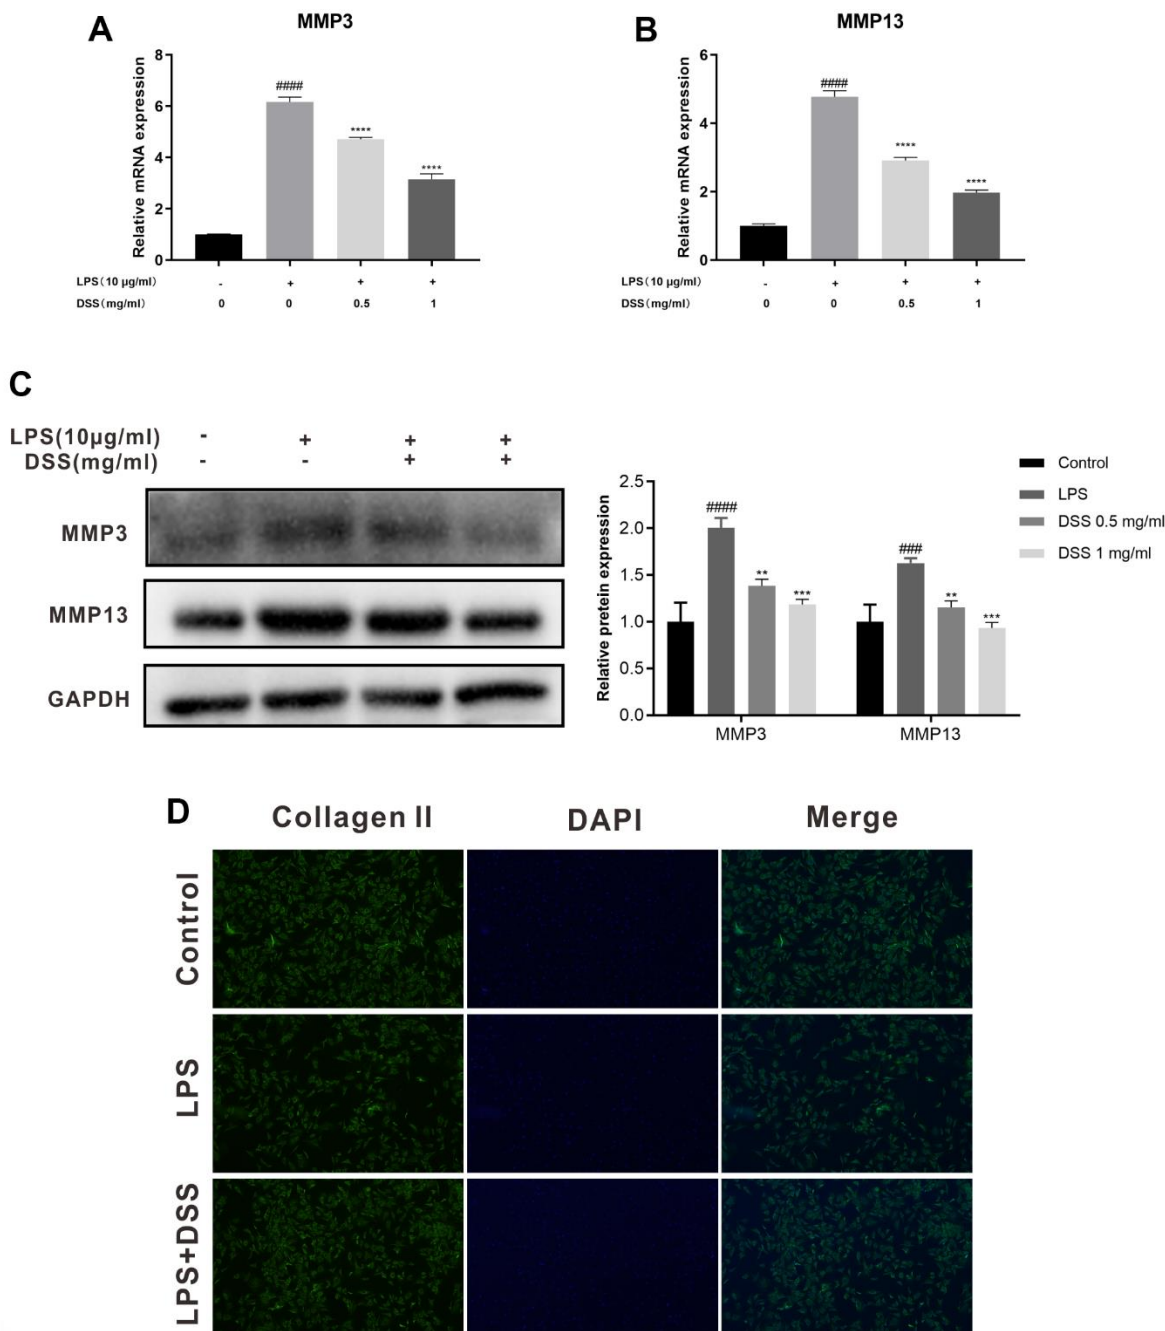 A
MMP3
Relative mRNA expression
8
6
4
2
0
####
****
****
LPS(10 μg/ml) - + + +
DSS(mg/ml) 0 0 0.5 1
B
MMP13
Relative mRNA expression
6
4
2
0
####
****
****
LPS(10 μg/ml) - + + +
DSS(mg/ml) 0 0 0.5 1
C
LPS(10μg/ml) - + + +
DSS(mg/ml) - - + +
MMP3
MMP13
GAPDH
Relative pretein expression
2.5
2.0
1.5
1.0
0.5
0.0
####
**
***
###
**
***
MMP3 MMP13
Control
LPS
DSS 0.5 mg/ml
DSS 1 mg/ml
D
Collagen II DAPI Merge
Control
LPS
LPS+DSS